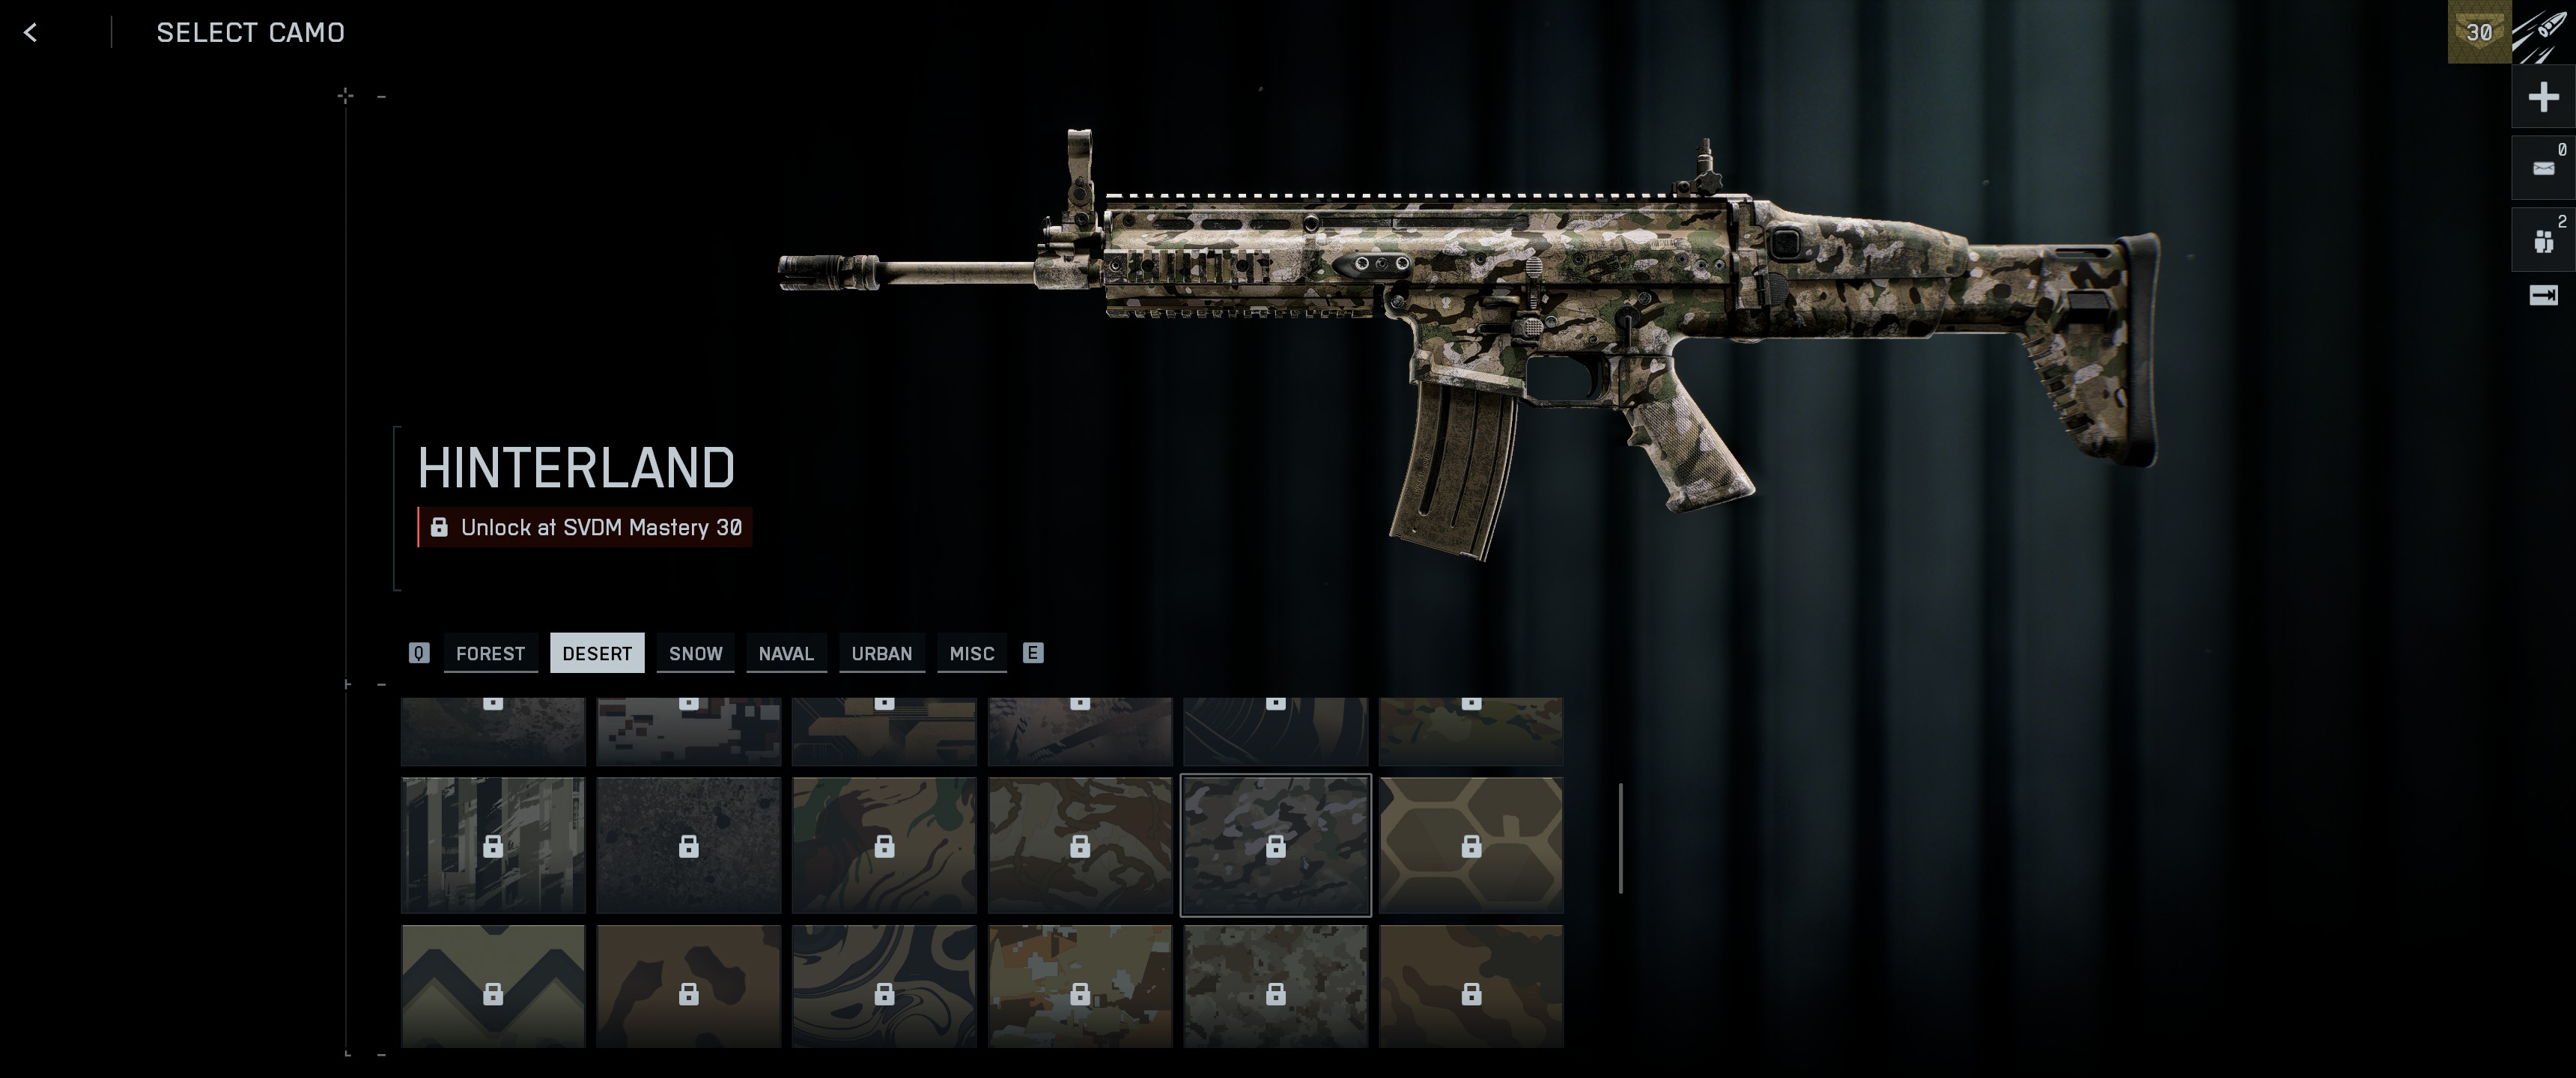 SELECT CAMO
30
0
2
HINTERLAND
Unlock at SVDM Mastery 30
Q FOREST DESERT SNOW NAVAL URBAN MISC E